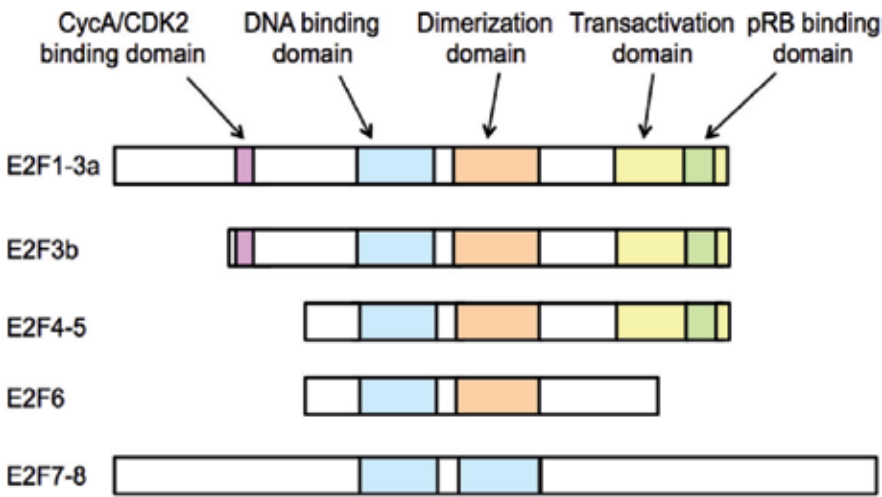 CycA/CDK2 DNA binding Dimerization Transactivation pRB binding
binding domain domain domain domain domain
E2F1-3a
E2F3b
E2F4-5
E2F6
E2F7-8